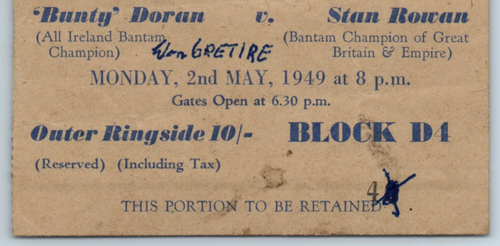 'Bunty' Doran v. Stan Rowan
(All Ireland Bantam Champion) (Bantam Champion of Great Britain & Empire)
MONDAY, 2nd MAY, 1949 at 8 p.m.
Gates Open at 6.30 p.m.
Outer Ringside 10/- BLOCK D4
(Reserved) (Including Tax)
4
THIS PORTION TO BE RETAINED